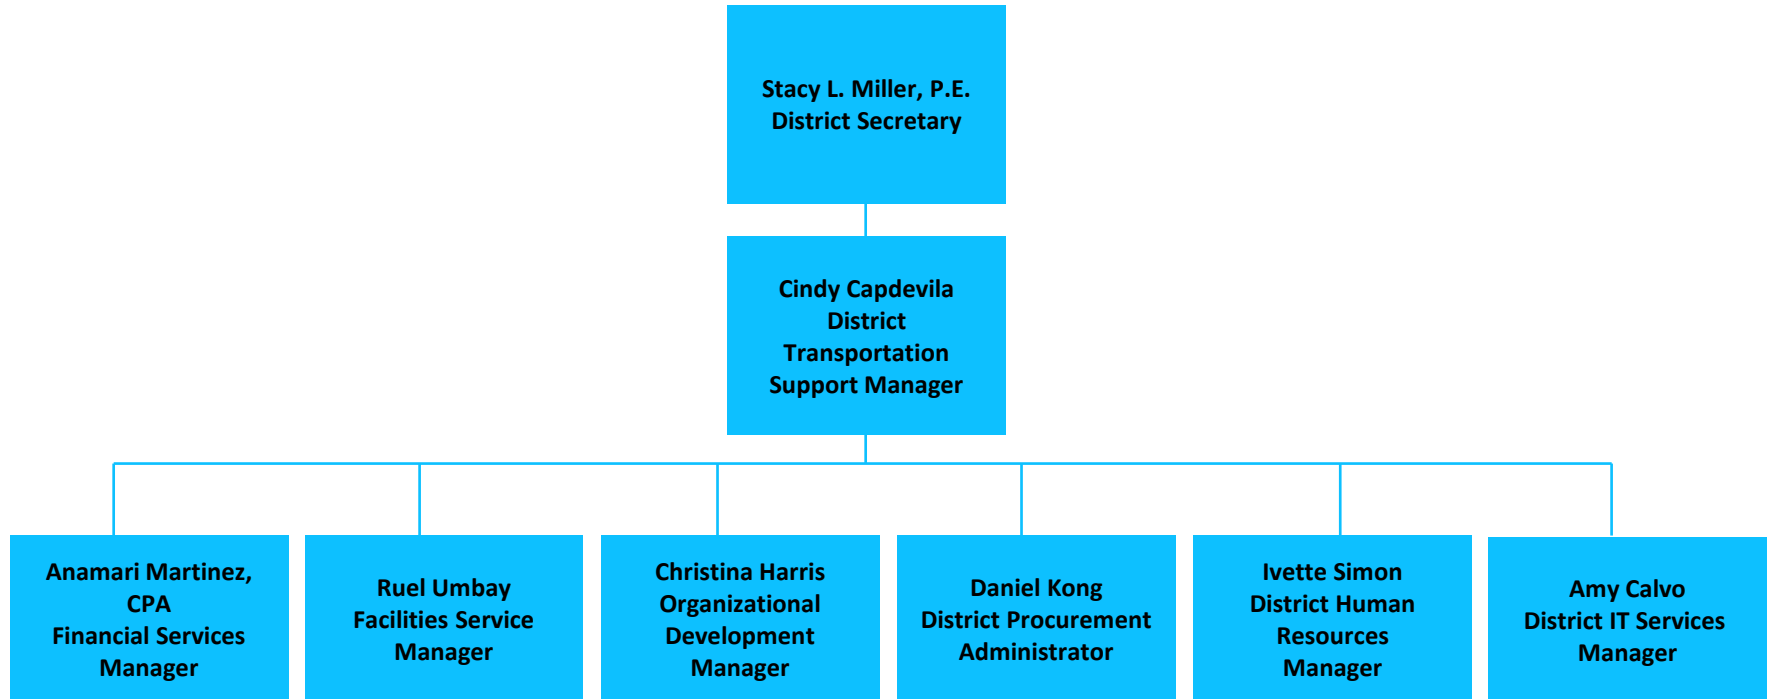 Stacy L. Miller, P.E.
District Secretary
Cindy Capdevila
District
Transportation
Support Manager
Anamari Martinez,
CPA
Financial Services
Manager
Ruel Umbay
Facilities Service
Manager
Christina Harris
Organizational
Development
Manager
Daniel Kong
District Procurement
Administrator
Ivette Simon
District Human
Resources
Manager
Amy Calvo
District IT Services
Manager